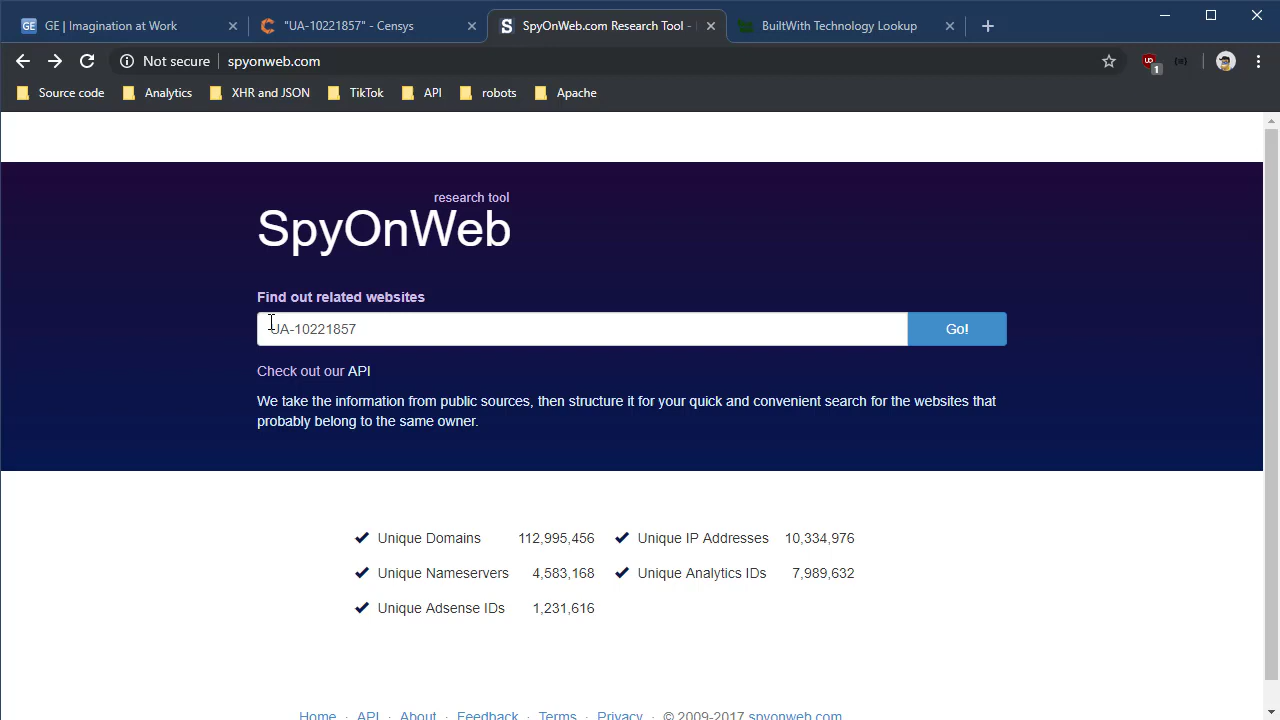 GE | Imagination at Work
"UA-10221857" - Censys
SpyOnWeb.com Research Tool -
BuiltWith Technology Lookup
Not secure
spyonweb.com
1
Source code
Analytics
XHR and JSON
TikTok
API
robots
Apache
research tool
SpyOnWeb
Find out related websites
UA-10221857
Go!
Check out our API
We take the information from public sources, then structure it for your quick and convenient search for the websites that
probably belong to the same owner.
Unique Domains 112,995,456
Unique IP Addresses 10,334,976
Unique Nameservers 4,583,168
Unique Analytics IDs 7,989,632
Unique Adsense IDs 1,231,616
Home · API · About · Feedback · Terms · Privacy · © 2009-2017 spyonweb.com